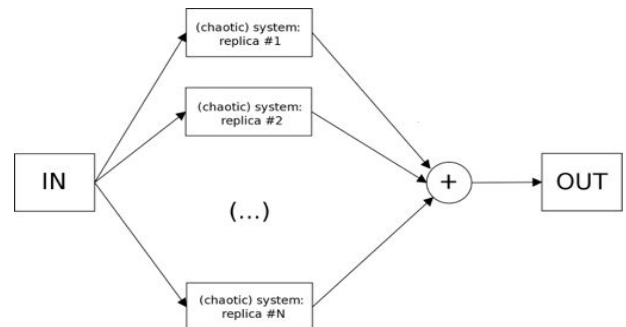 (chaotic) system:
replica #1
(chaotic) system:
replica #2
IN
+
OUT
(...)
(chaotic) system:
replica #N